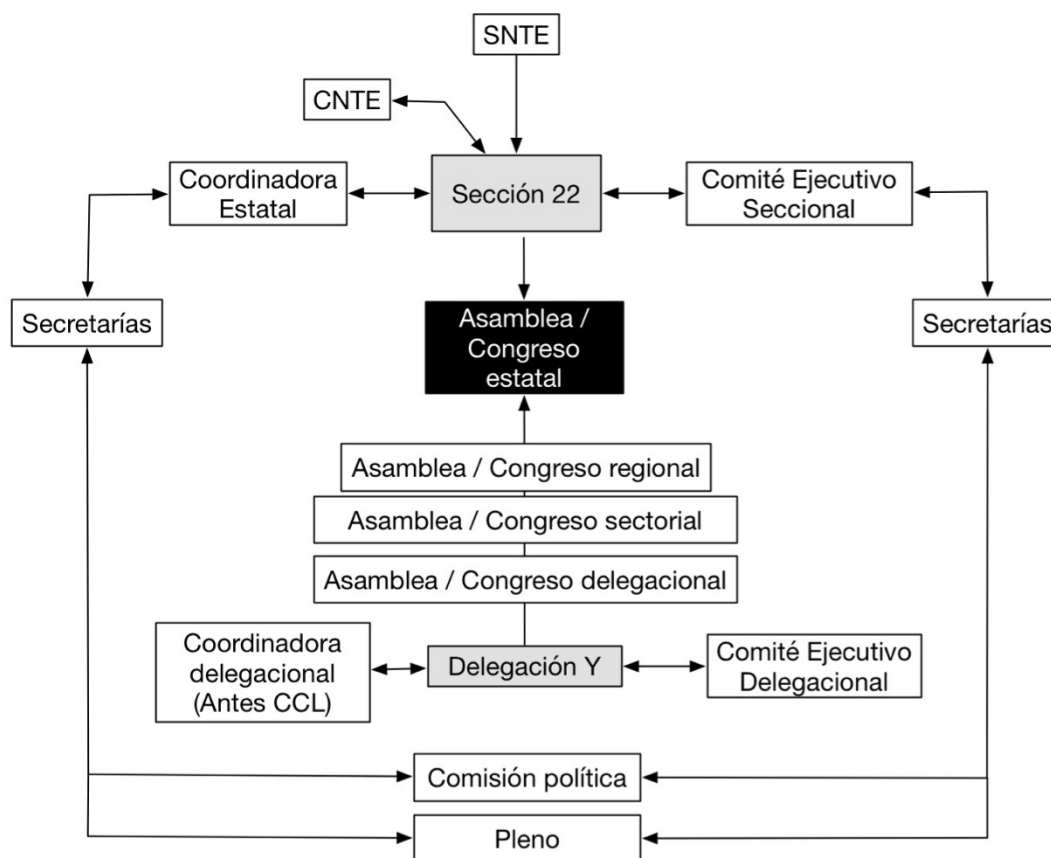 SNTE
CNTE
Coordinadora
Estatal
Sección 22
Comité Ejecutivo
Seccional
Secretarías
Asamblea /
Congreso
estatal
Secretarías
Asamblea / Congreso regional
Asamblea / Congreso sectorial
Asamblea / Congreso delegacional
Coordinadora
delegacional
(Antes CCL)
Delegación Y
Comité Ejecutivo
Delegacional
Comisión política
Pleno